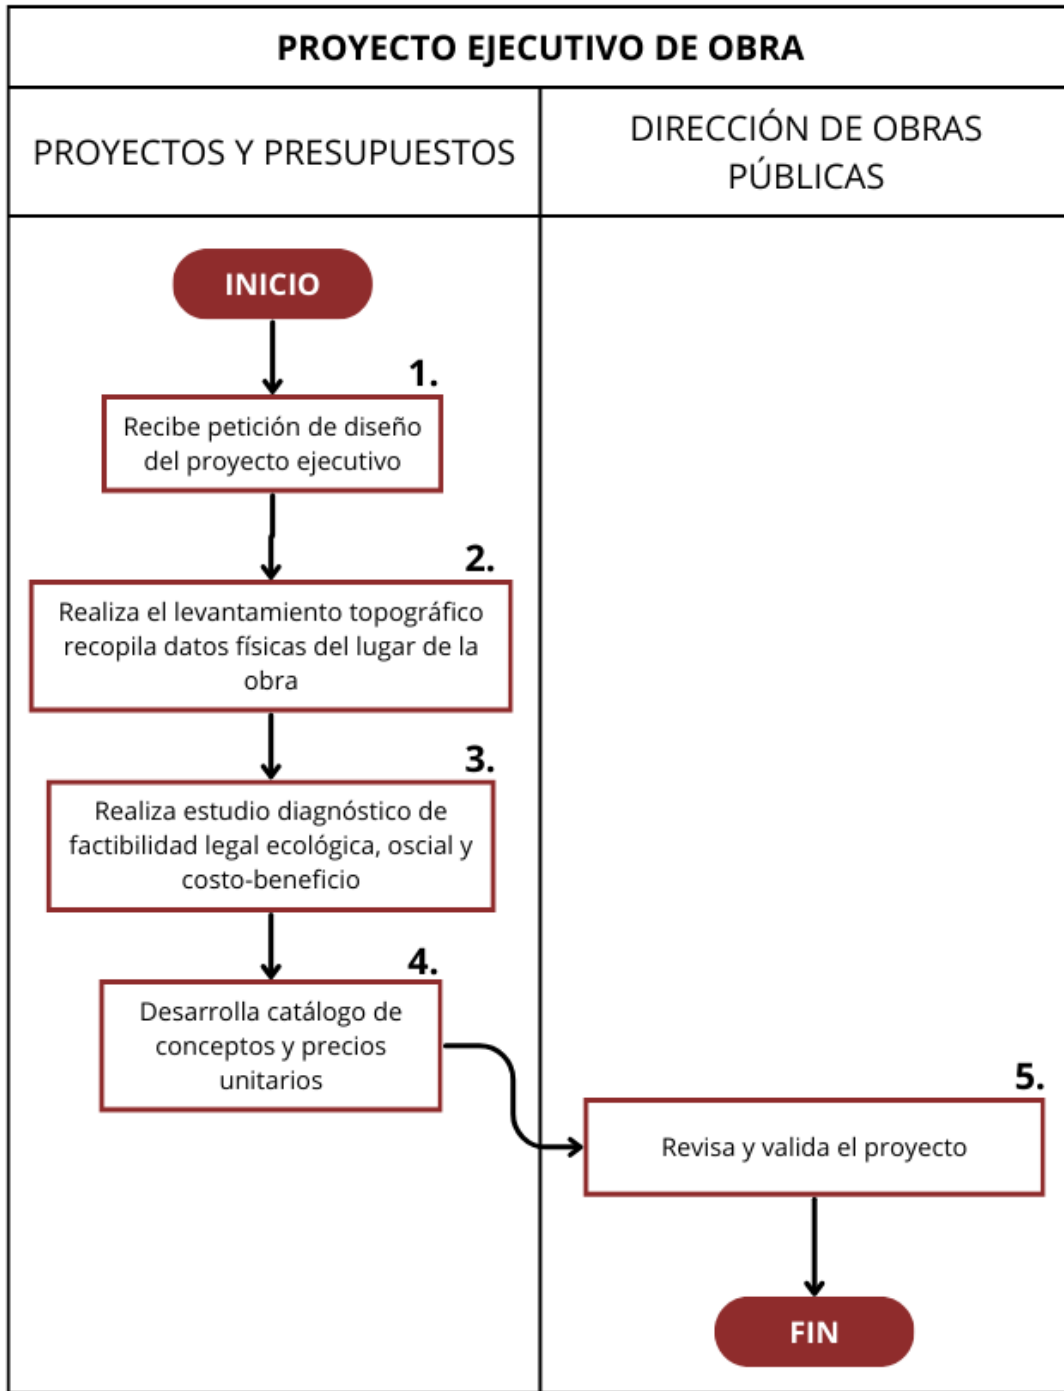 PROYECTO EJECUTIVO DE OBRA
PROYECTOS Y PRESUPUESTOS
DIRECCIÓN DE OBRAS
PÚBLICAS
INICIO
1.
Recibe petición de diseño
del proyecto ejecutivo
2.
Realiza el levantamiento topográfico
recopila datos físicas del lugar de la
obra
3.
Realiza estudio diagnóstico de
factibilidad legal ecológica, oscial y
costo-beneficio
4.
Desarrolla catálogo de
conceptos y precios
unitarios
5.
Revisa y valida el proyecto
FIN